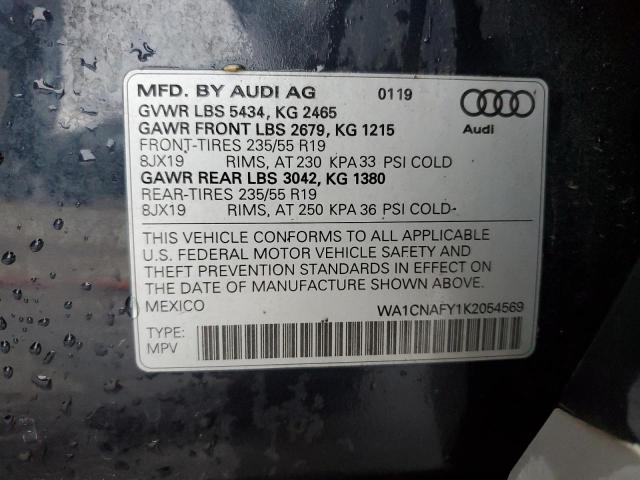 MFD. BY AUDI AG 0119
GVWR LBS 5434, KG 2465
GAWR FRONT LBS 2679, KG 1215
Audi
FRONT-TIRES 235/55 R19
8JX19 RIMS, AT 230 KPA 33 PSI COLD
GAWR REAR LBS 3042, KG 1380
REAR-TIRES 235/55 R19
8JX19 RIMS, AT 250 KPA 36 PSI COLD
THIS VEHICLE CONFORMS TO ALL APPLICABLE
U.S. FEDERAL MOTOR VEHICLE SAFETY AND
THEFT PREVENTION STANDARDS IN EFFECT ON
THE DATE OF MANUFACTURE SHOWN ABOVE.
MEXICO WA1CNAFY1K2054569
TYPE:
MPV